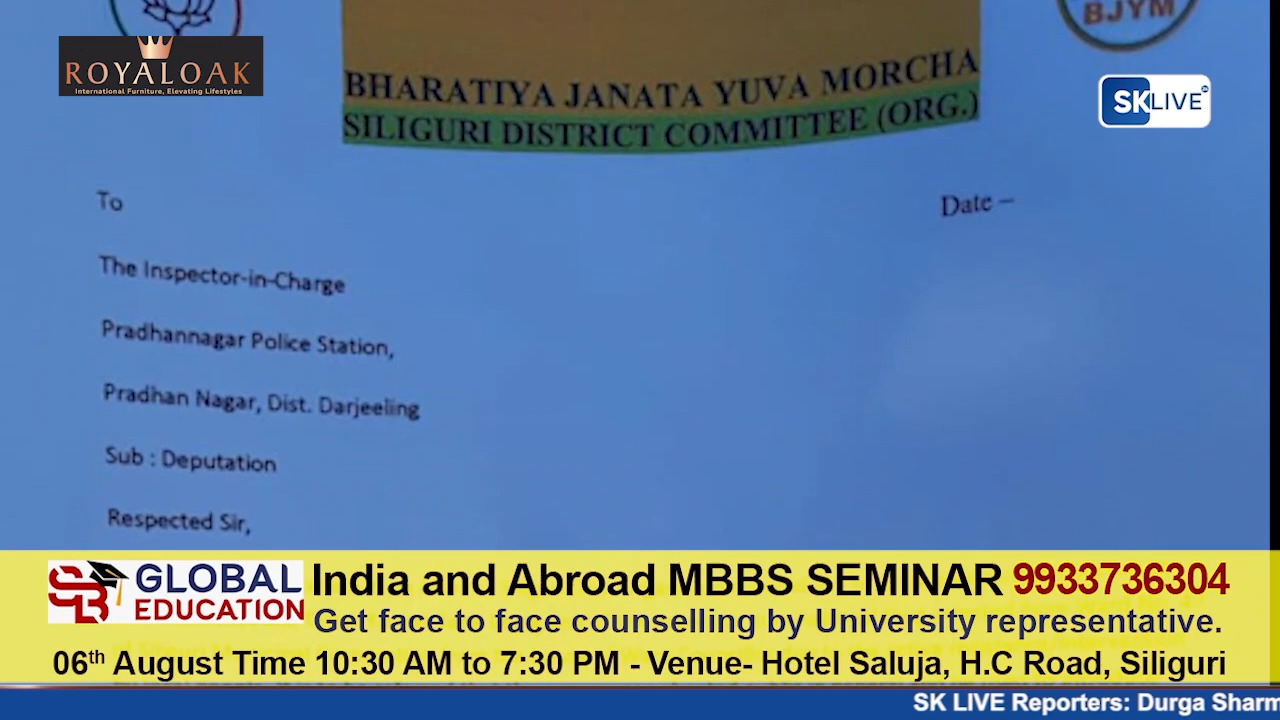 BJYM
ROYALOAK
International Furniture, Elevating Lifestyles
SKLIVE
BHARATIYA JANATA YUVA MORCHA
SILIGURI DISTRICT COMMITTEE (ORG.)
To
Date –
The Inspector-in-Charge
Pradhannagar Police Station,
Pradhan Nagar, Dist. Darjeeling
Sub : Deputation
Respected Sir,
GLOBAL EDUCATION
India and Abroad MBBS SEMINAR 9933736304
Get face to face counselling by University representative.
06th August Time 10:30 AM to 7:30 PM - Venue- Hotel Saluja, H.C Road, Siliguri
SK LIVE Reporters: Durga Sharm